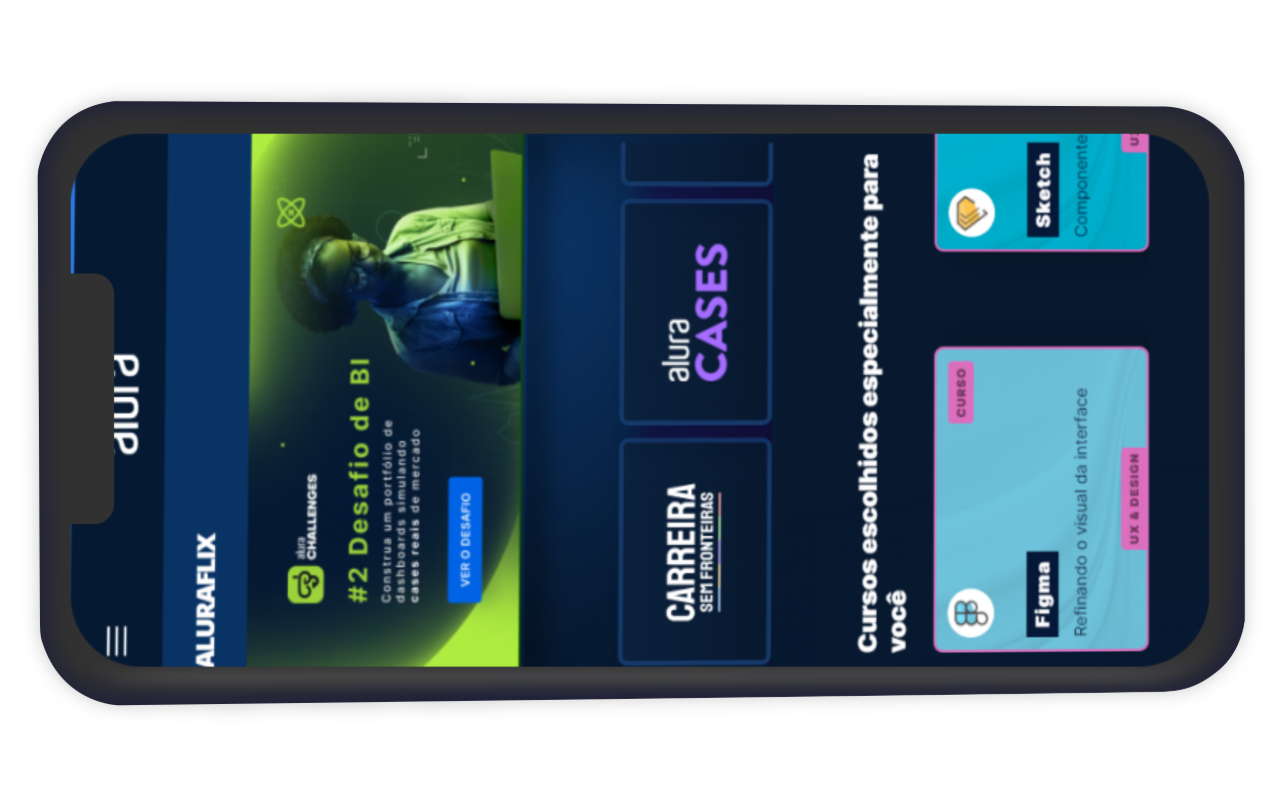 alura
ALURAFLIX
alura
CHALLENGES
#2 Desafio de BI
Construa um portfólio de
dashboards simulando
cases reais de mercado
VER O DESAFIO
CARREIRA
SEM FRONTEIRAS
alura
CASES
Cursos escolhidos especialmente para
você
CURSO
Figma
Refinando o visual da interface
UX & DESIGN
Sketch
Componente